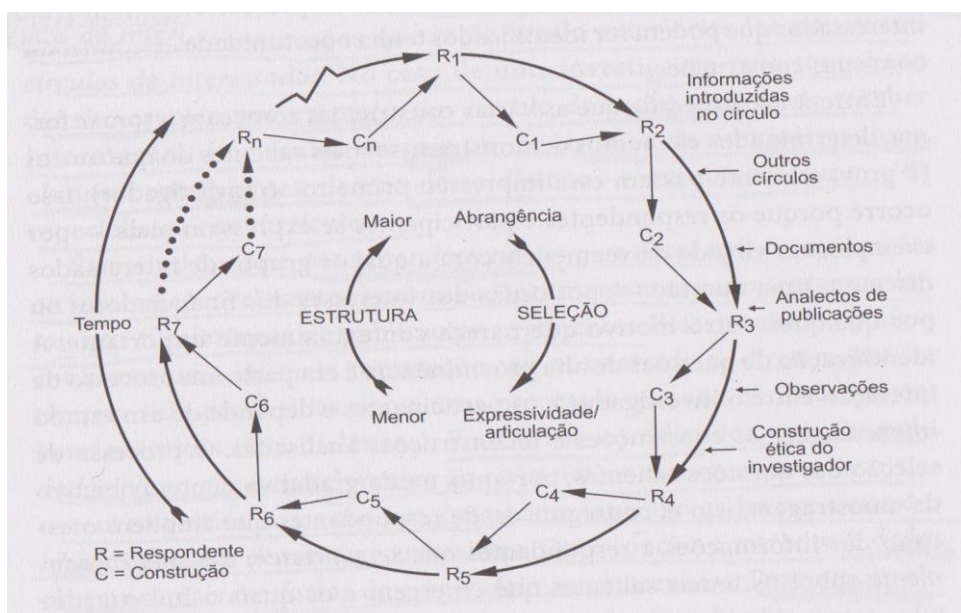 R1
Informações
introduzidas
no círculo
Rn
Cn
C1
R2
Outros
círculos
Maior
Abrangência
C7
C2
Documentos
Analectos de
publicações
Tempo
R7
ESTRUTURA
SELEÇÃO
R3
Observações
C6
C3
Menor
Expressividade/
articulação
Construção
ética do
investigador
C4
R4
C5
R6
R = Respondente
C = Construção
R5